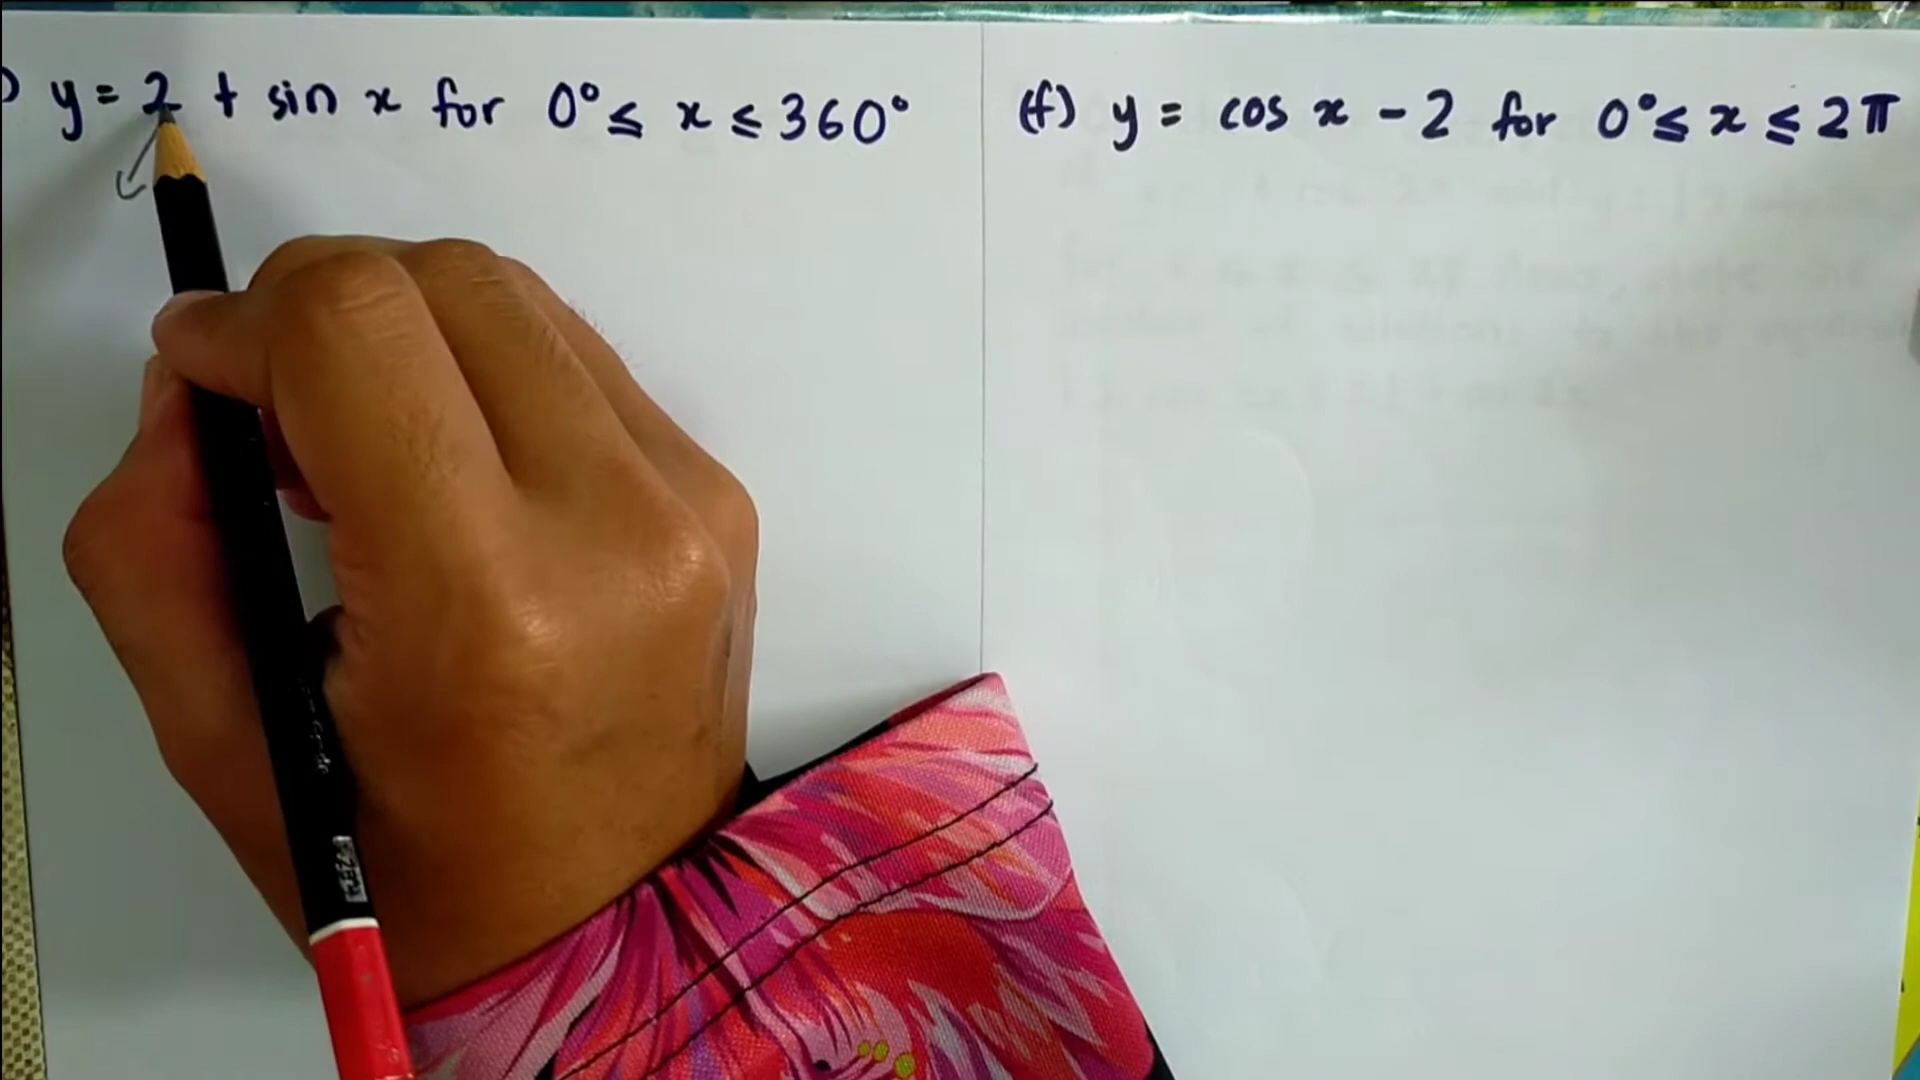 ) y = 2 + sin x for 0° ≤ x ≤ 360°
(f) y = cos x - 2 for 0° ≤ x ≤ 2π